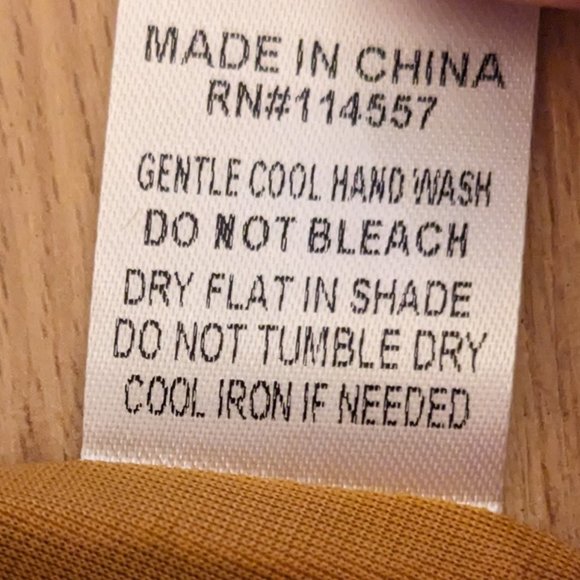 MADE IN CHINA
RN#114557
GENTLE COOL HAND WASH
DO NOT BLEACH
DRY FLAT IN SHADE
DO NOT TUMBLE DRY
COOL IRON IF NEEDED